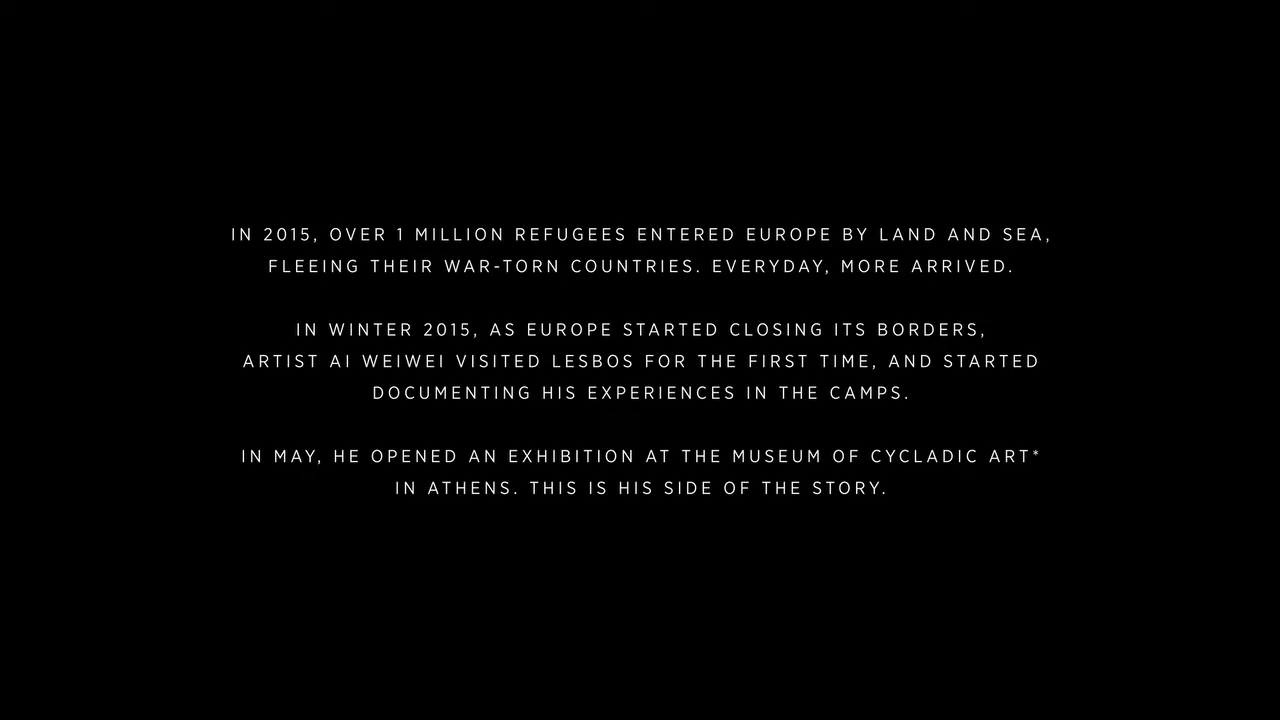 IN 2015, OVER 1 MILLION REFUGEES ENTERED EUROPE BY LAND AND SEA,
FLEEING THEIR WAR-TORN COUNTRIES. EVERYDAY, MORE ARRIVED.
IN WINTER 2015, AS EUROPE STARTED CLOSING ITS BORDERS,
ARTIST AI WEIWEI VISITED LESBOS FOR THE FIRST TIME, AND STARTED
DOCUMENTING HIS EXPERIENCES IN THE CAMPS.
IN MAY, HE OPENED AN EXHIBITION AT THE MUSEUM OF CYCLADIC ART*
IN ATHENS. THIS IS HIS SIDE OF THE STORY.